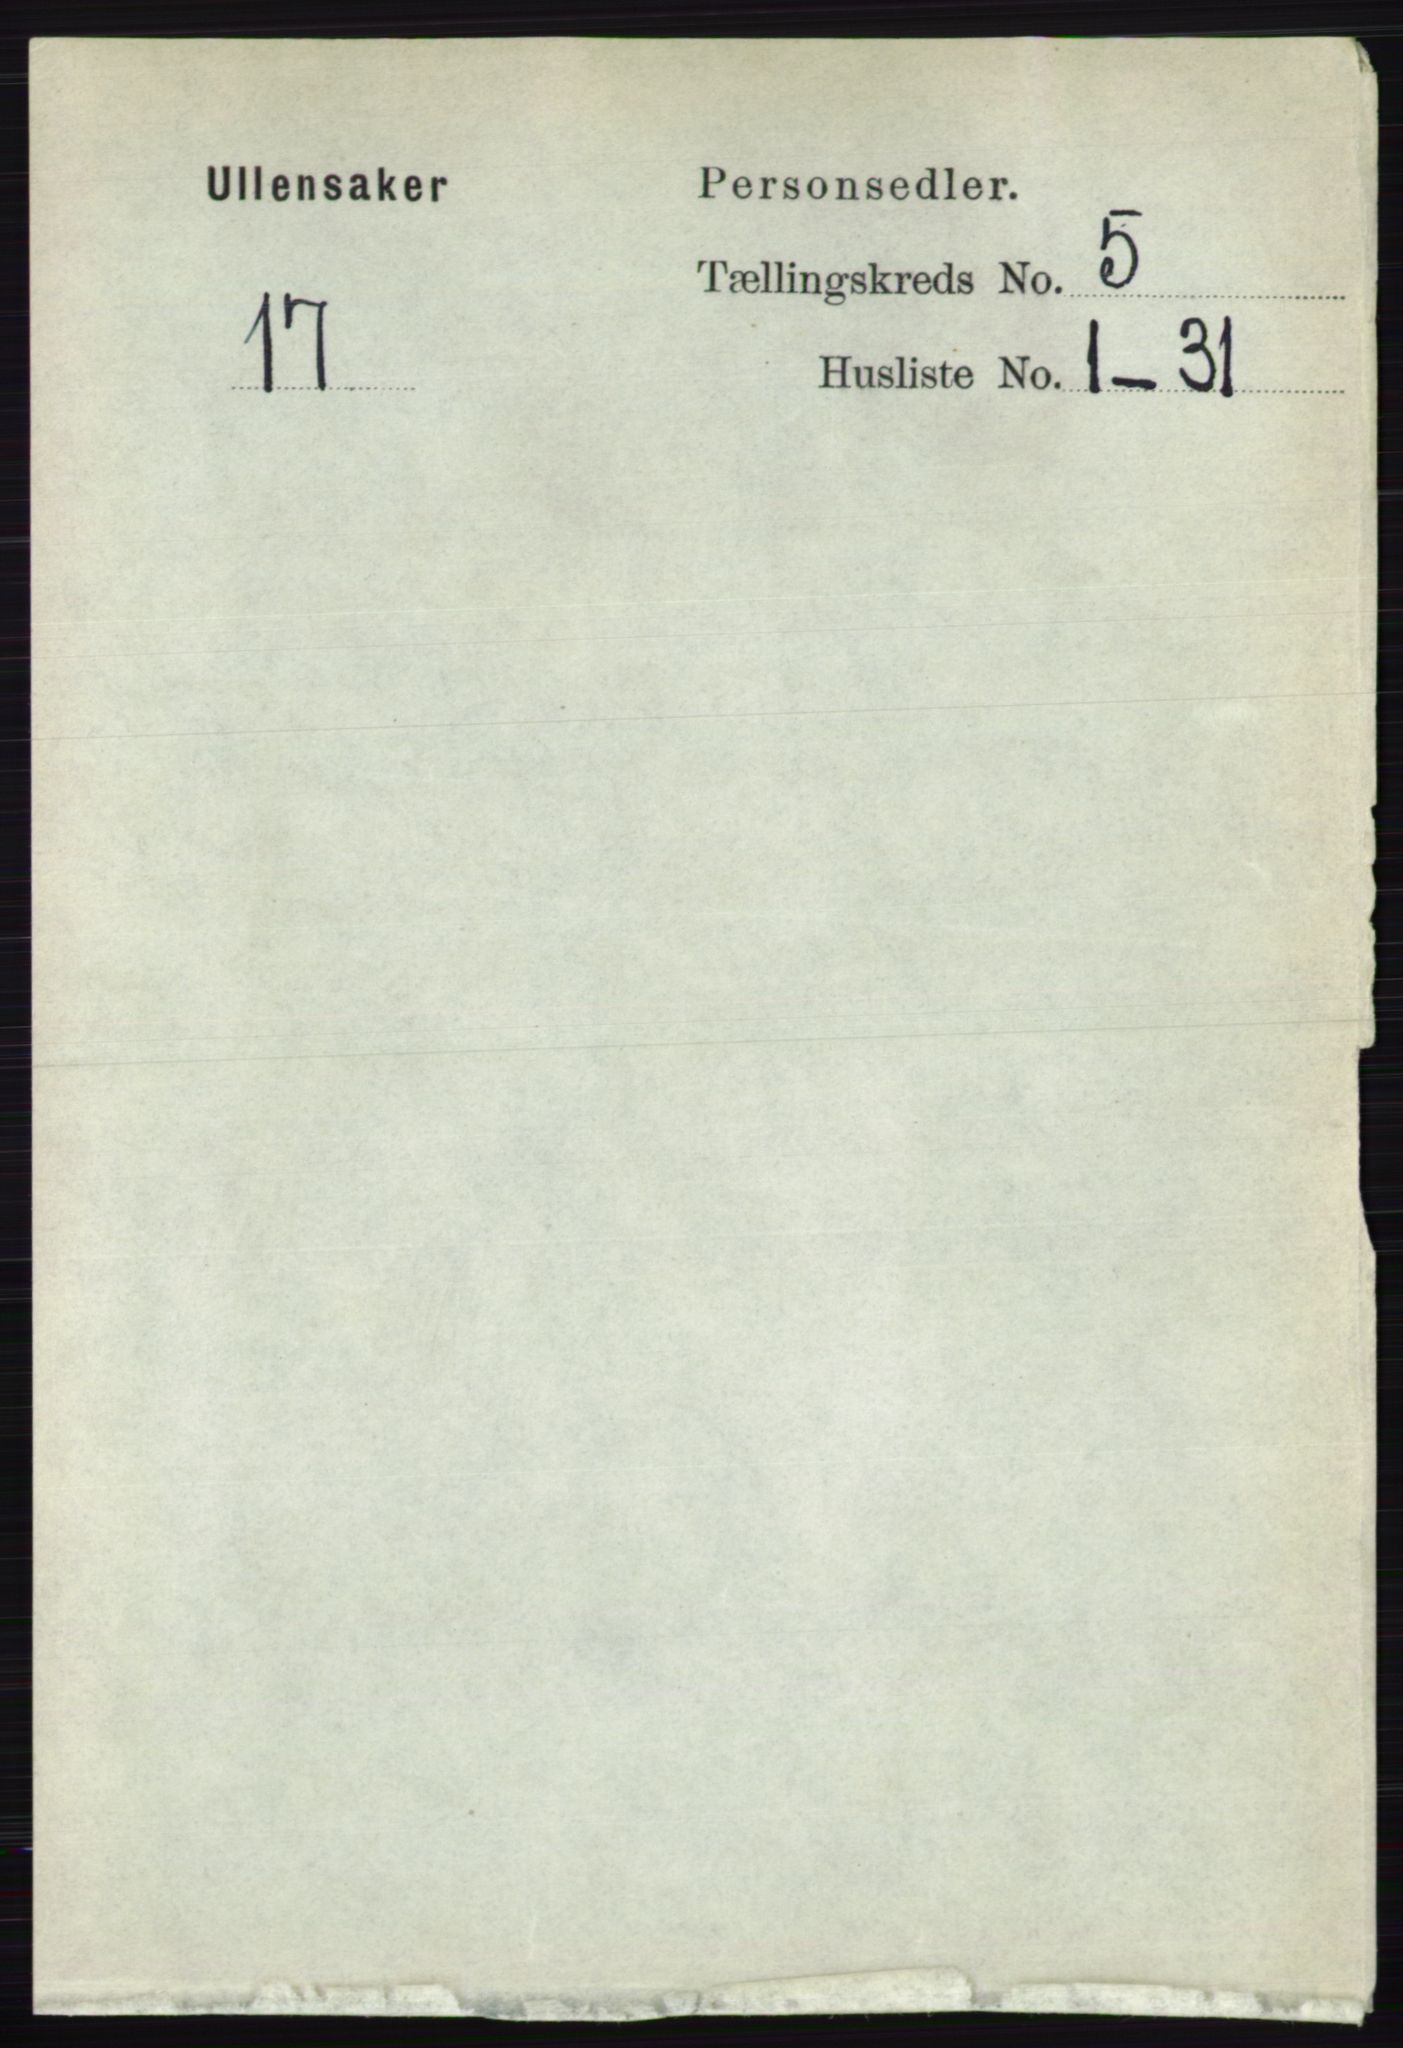 Ullensaker
Personsedler.
Tællingskreds No. 5
17
Husliste No. 1-31